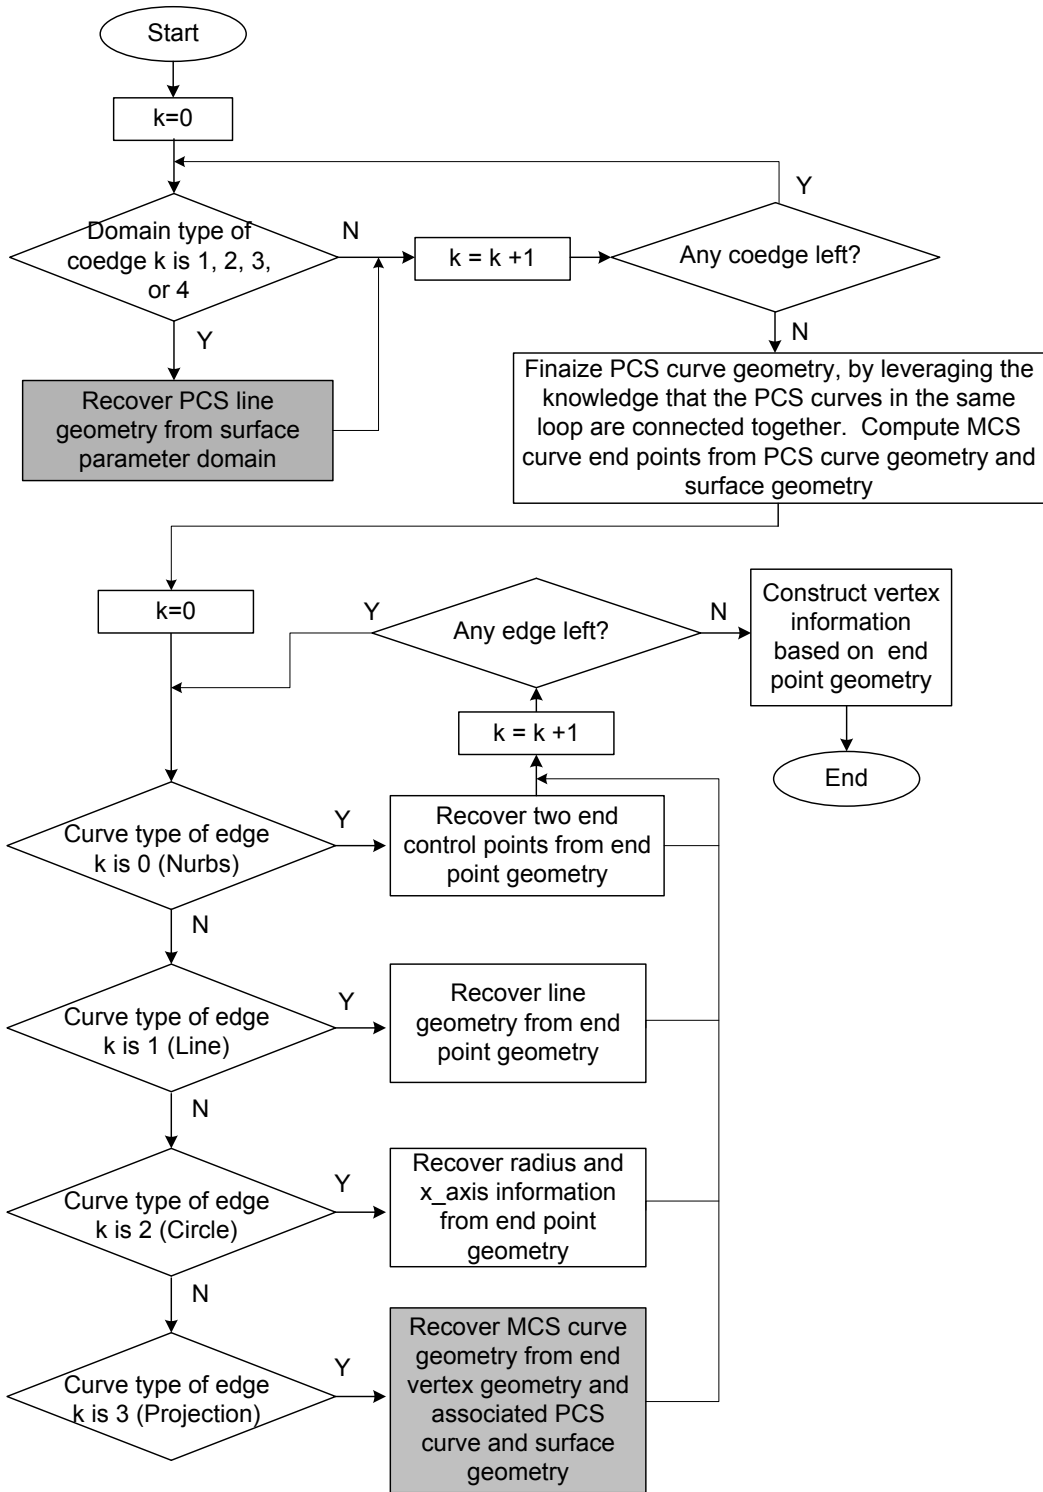 Start
k=0
Domain type of
coedge k is 1, 2, 3,
or 4
N
k = k +1
Any coedge left?
Y
Y
N
Recover PCS line
geometry from surface
parameter domain
Finaize PCS curve geometry, by leveraging the
knowledge that the PCS curves in the same
loop are connected together.  Compute MCS
curve end points from PCS curve geometry and
surface geometry
k=0
Y
Any edge left?
N
Construct vertex
information
based on  end
point geometry
k = k +1
End
Curve type of edge
k is 0 (Nurbs)
Y
Recover two end
control points from end
point geometry
N
Curve type of edge
k is 1 (Line)
Y
Recover line
geometry from end
point geometry
N
Curve type of edge
k is 2 (Circle)
Y
Recover radius and
x_axis information
from end point
geometry
N
Curve type of edge
k is 3 (Projection)
Y
Recover MCS curve
geometry from end
vertex geometry and
associated PCS
curve and surface
geometry